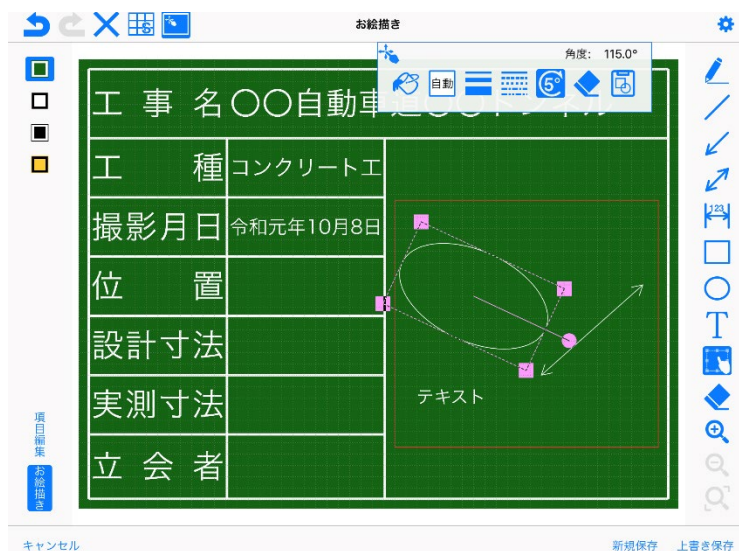 お絵描き
角度： 115.0°
自動
5°
工 事 名
〇〇自動車道〇〇トンネル
工 種
コンクリート工
撮影月日
令和元年10月8日
位 置
設計寸法
実測寸法
立 会 者
テキスト
123
T
項目編集
お絵描き
キャンセル
新規保存
上書き保存